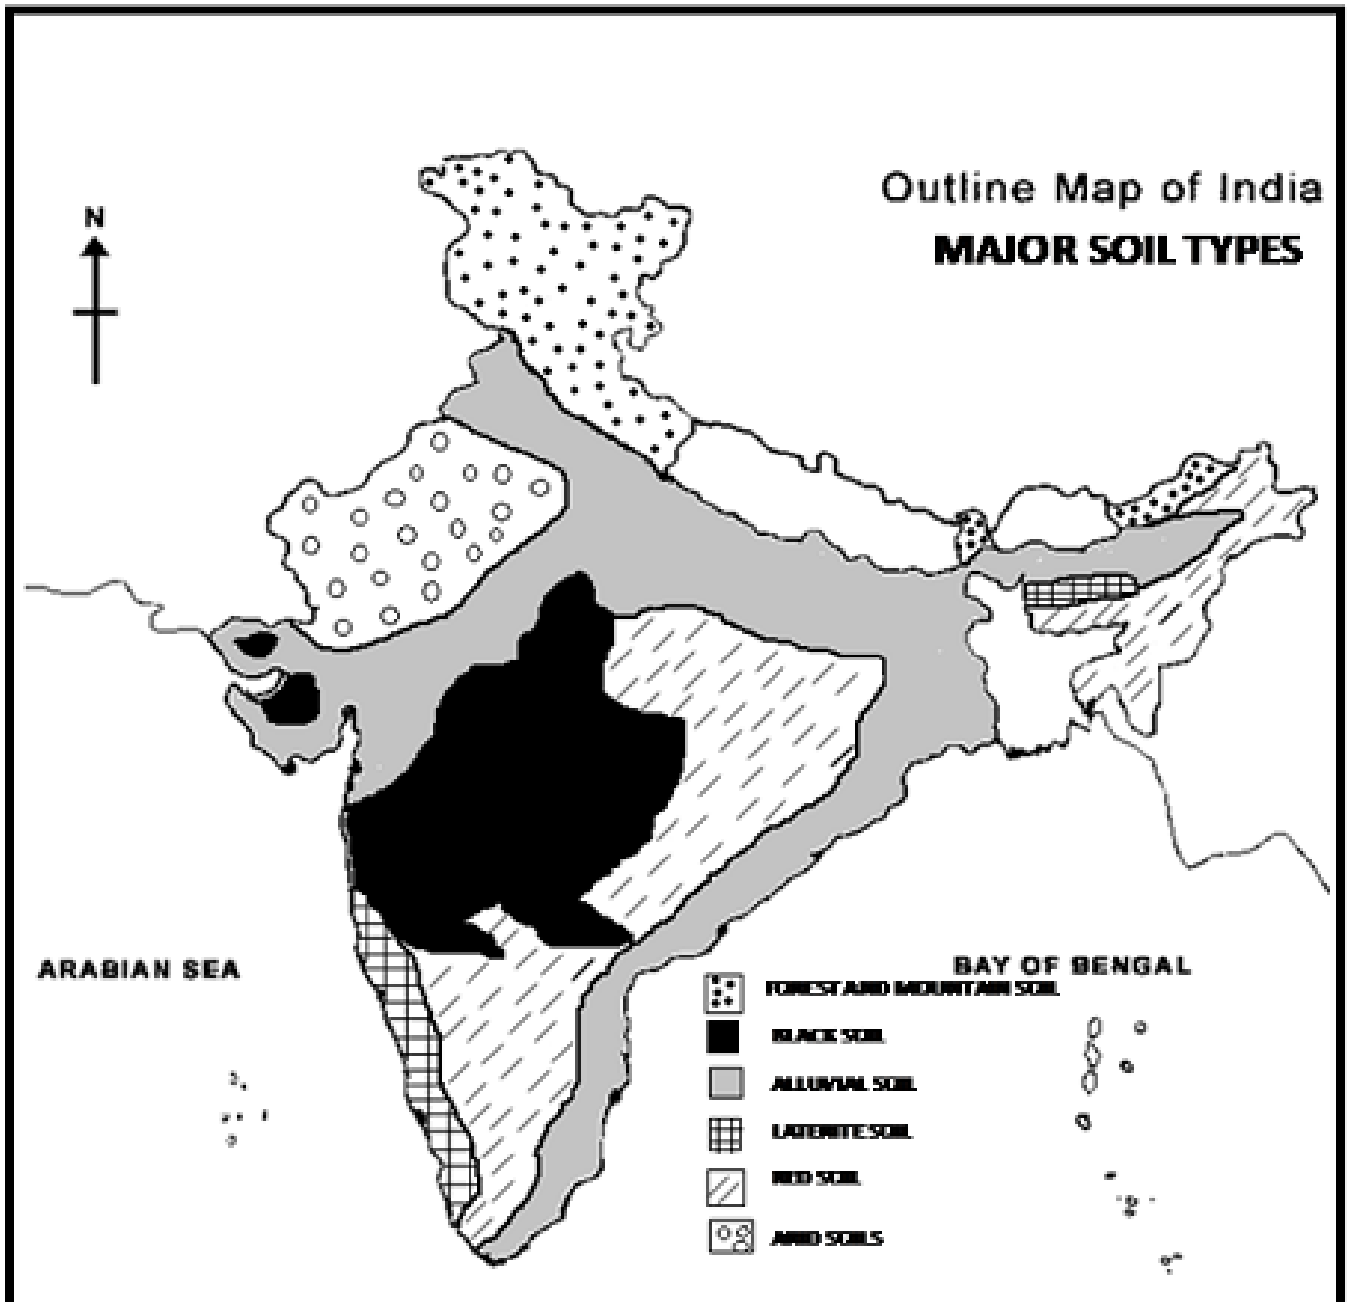 Outline Map of India
MAJOR SOIL TYPES
N
ARABIAN SEA
BAY OF BENGAL
FOREST AND MOUNTAIN SOIL
BLACK SOIL
ALLUVIAL SOIL
LATERITE SOIL
RED SOIL
ARID SOILS